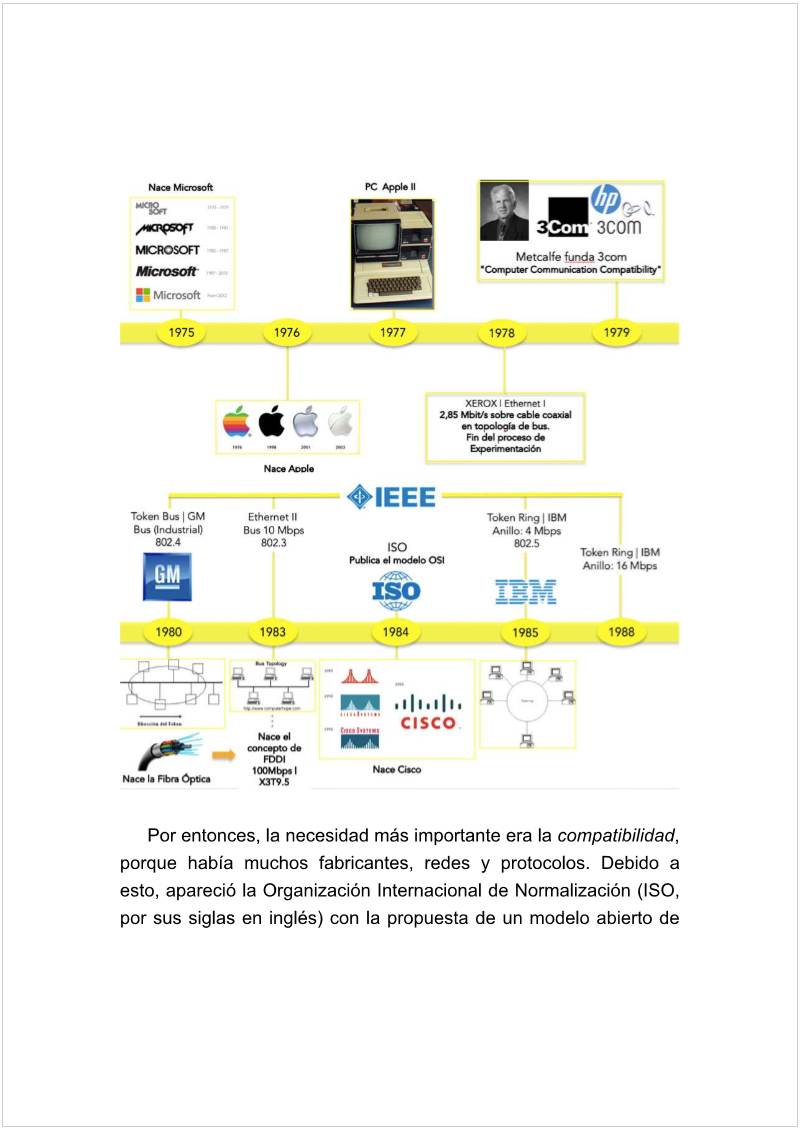 Nace Microsoft
PC Apple II
MICRO
SOFT
1975 - 1979
MICROSOFT
1980 - 1981
MICROSOFT
1982 - 1987
Microsoft
1987 - 2012
Microsoft
From 2012
hp
3Com
3COM
Metcalfe funda 3com
"Computer Communication Compatibility"
1975
1976
1977
1978
1979
1976
1998
2001
2003
Nace Apple
XEROX | Ethernet I
2,85 Mbit/s sobre cable coaxial
en topología de bus.
Fin del proceso de
Experimentación
IEEE
Token Bus | GM
Bus (Industrial)
802.4
GM
Ethernet II
Bus 10 Mbps
802.3
ISO
Publica el modelo OSI
ISO
Token Ring | IBM
Anillo: 4 Mbps
802.5
IBM
Token Ring | IBM
Anillo: 16 Mbps
1980
1983
1984
1985
1988
Dirección del Token
Nace la Fibra Óptica
Bus Topology
http://www.computerhope.com
Nace el
concepto de
FDDI
100Mbps |
X3T9.5
CISCO SYSTEMS
CISCO SYSTEMS
CISCO
Nace Cisco
Por entonces, la necesidad más importante era la compatibilidad,
porque había muchos fabricantes, redes y protocolos. Debido a
esto, apareció la Organización Internacional de Normalización (ISO,
por sus siglas en inglés) con la propuesta de un modelo abierto de